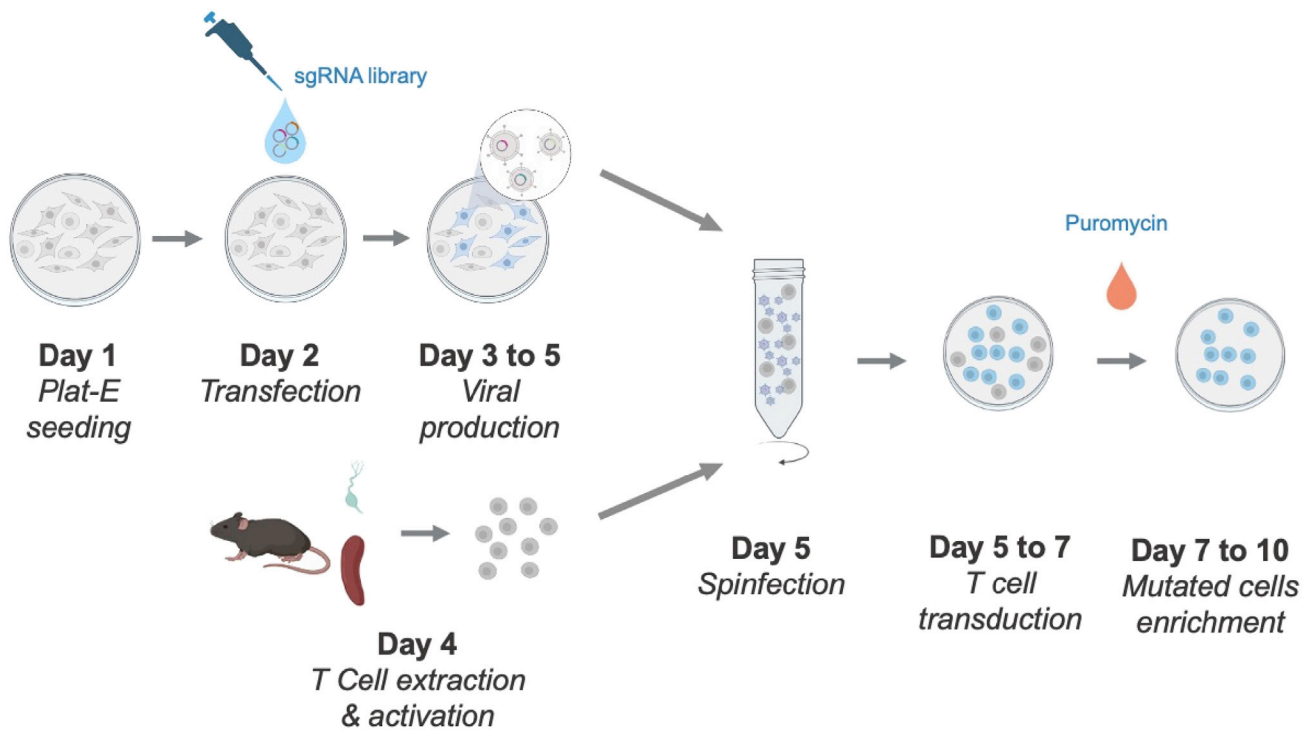 sgRNA library
Puromycin
Day 1
Plat-E
seeding
Day 2
Transfection
Day 3 to 5
Viral
production
Day 4
T Cell extraction
& activation
Day 5
Spinfection
Day 5 to 7
T cell
transduction
Day 7 to 10
Mutated cells
enrichment